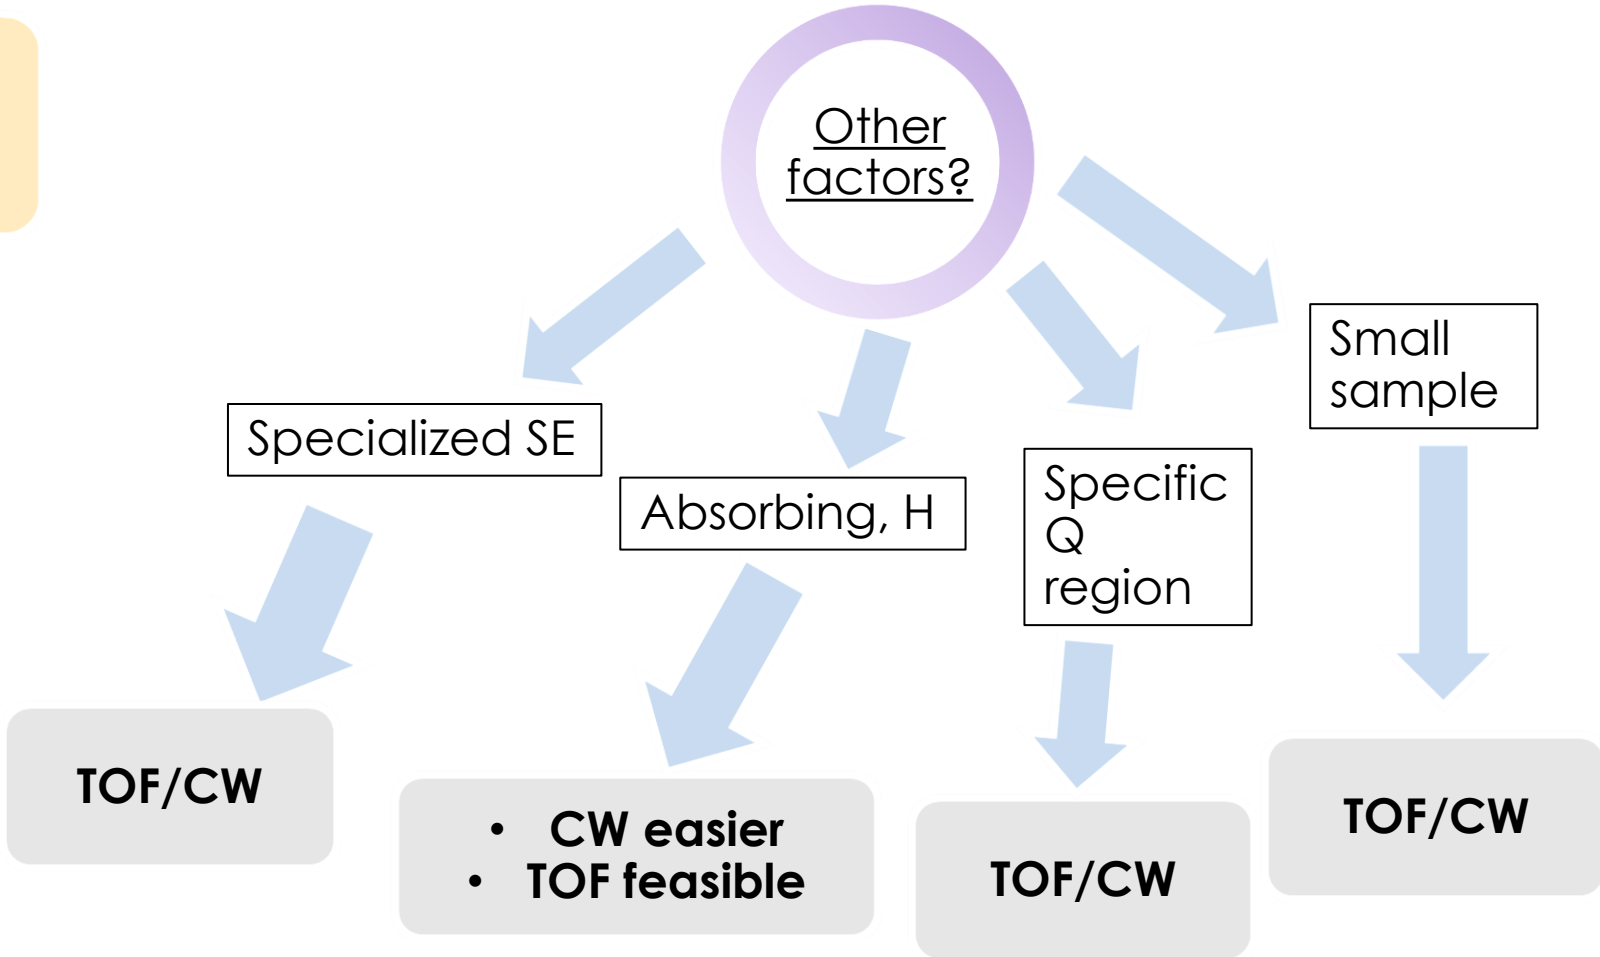 Other
factors?
Specialized SE
Absorbing, H
Specific
Q
region
Small
sample
TOF/CW
• CW easier
• TOF feasible
TOF/CW
TOF/CW